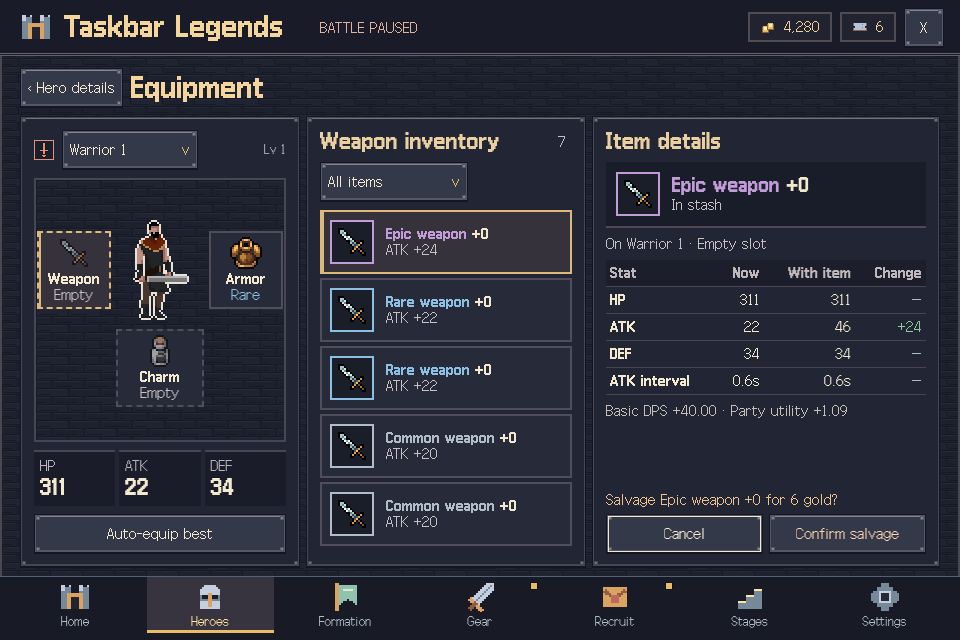 Taskbar Legends
BATTLE PAUSED
4,280
6
X
‹ Hero details
Equipment
Warrior 1
v
Lv 1
Weapon
Empty
Armor
Rare
Charm
Empty
HP
311
ATK
22
DEF
34
Auto-equip best
Weapon inventory
7
All items
v
Epic weapon +0
ATK +24
Rare weapon +0
ATK +22
Rare weapon +0
ATK +22
Common weapon +0
ATK +20
Common weapon +0
ATK +20
Item details
Epic weapon +0
In stash
On Warrior 1 · Empty slot
Stat Now With item Change
HP 311 311 —
ATK 22 46 +24
DEF 34 34 —
ATK interval 0.6s 0.6s —
Basic DPS +40.00 · Party utility +1.09
Salvage Epic weapon +0 for 6 gold?
Cancel
Confirm salvage
Home
Heroes
Formation
Gear
Recruit
Stages
Settings